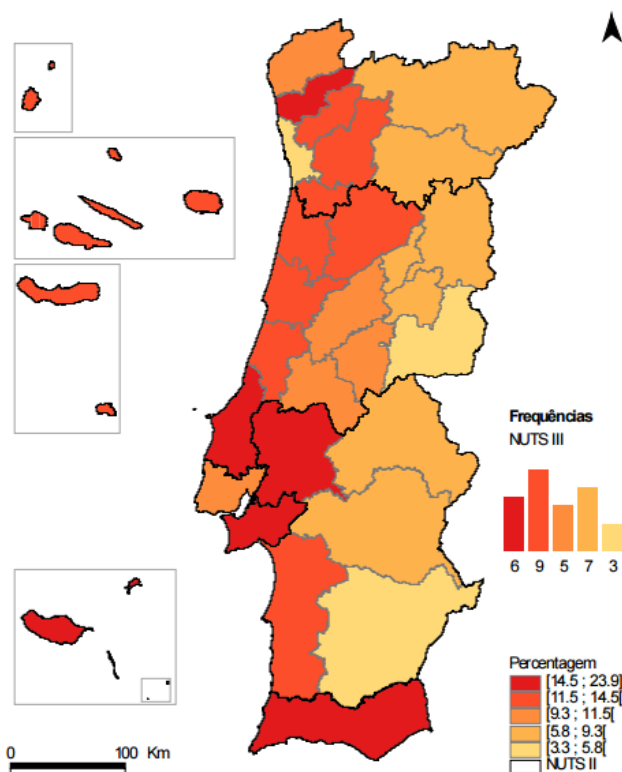 Frequências
NUTS III
6 9 5 7 3
Percentagem
[14.5 ; 23.9]
[11.5 ; 14.5[
[9.3 ; 11.5[
[5.8 ; 9.3[
[3.3 ; 5.8[
NUTS II
0 100 Km